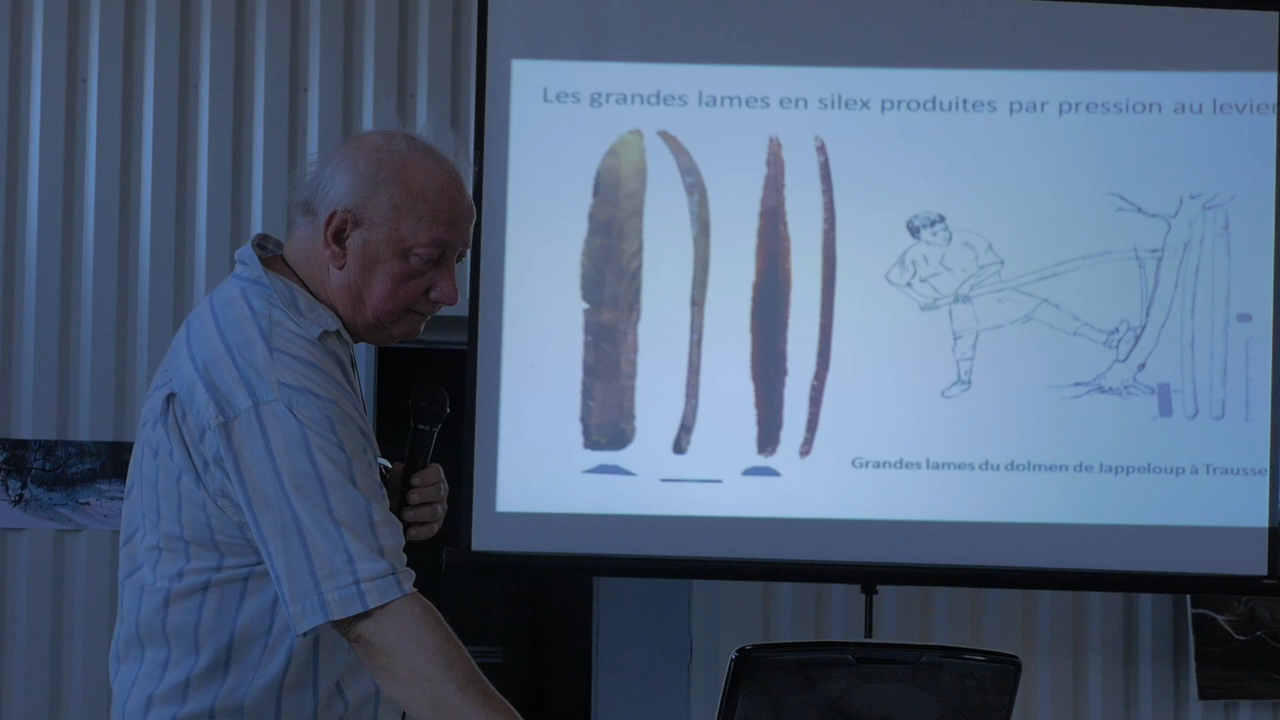 Les grandes lames en silex produites par pression au levier
Grandes lames du dolmen de Jappeloup à Trausse